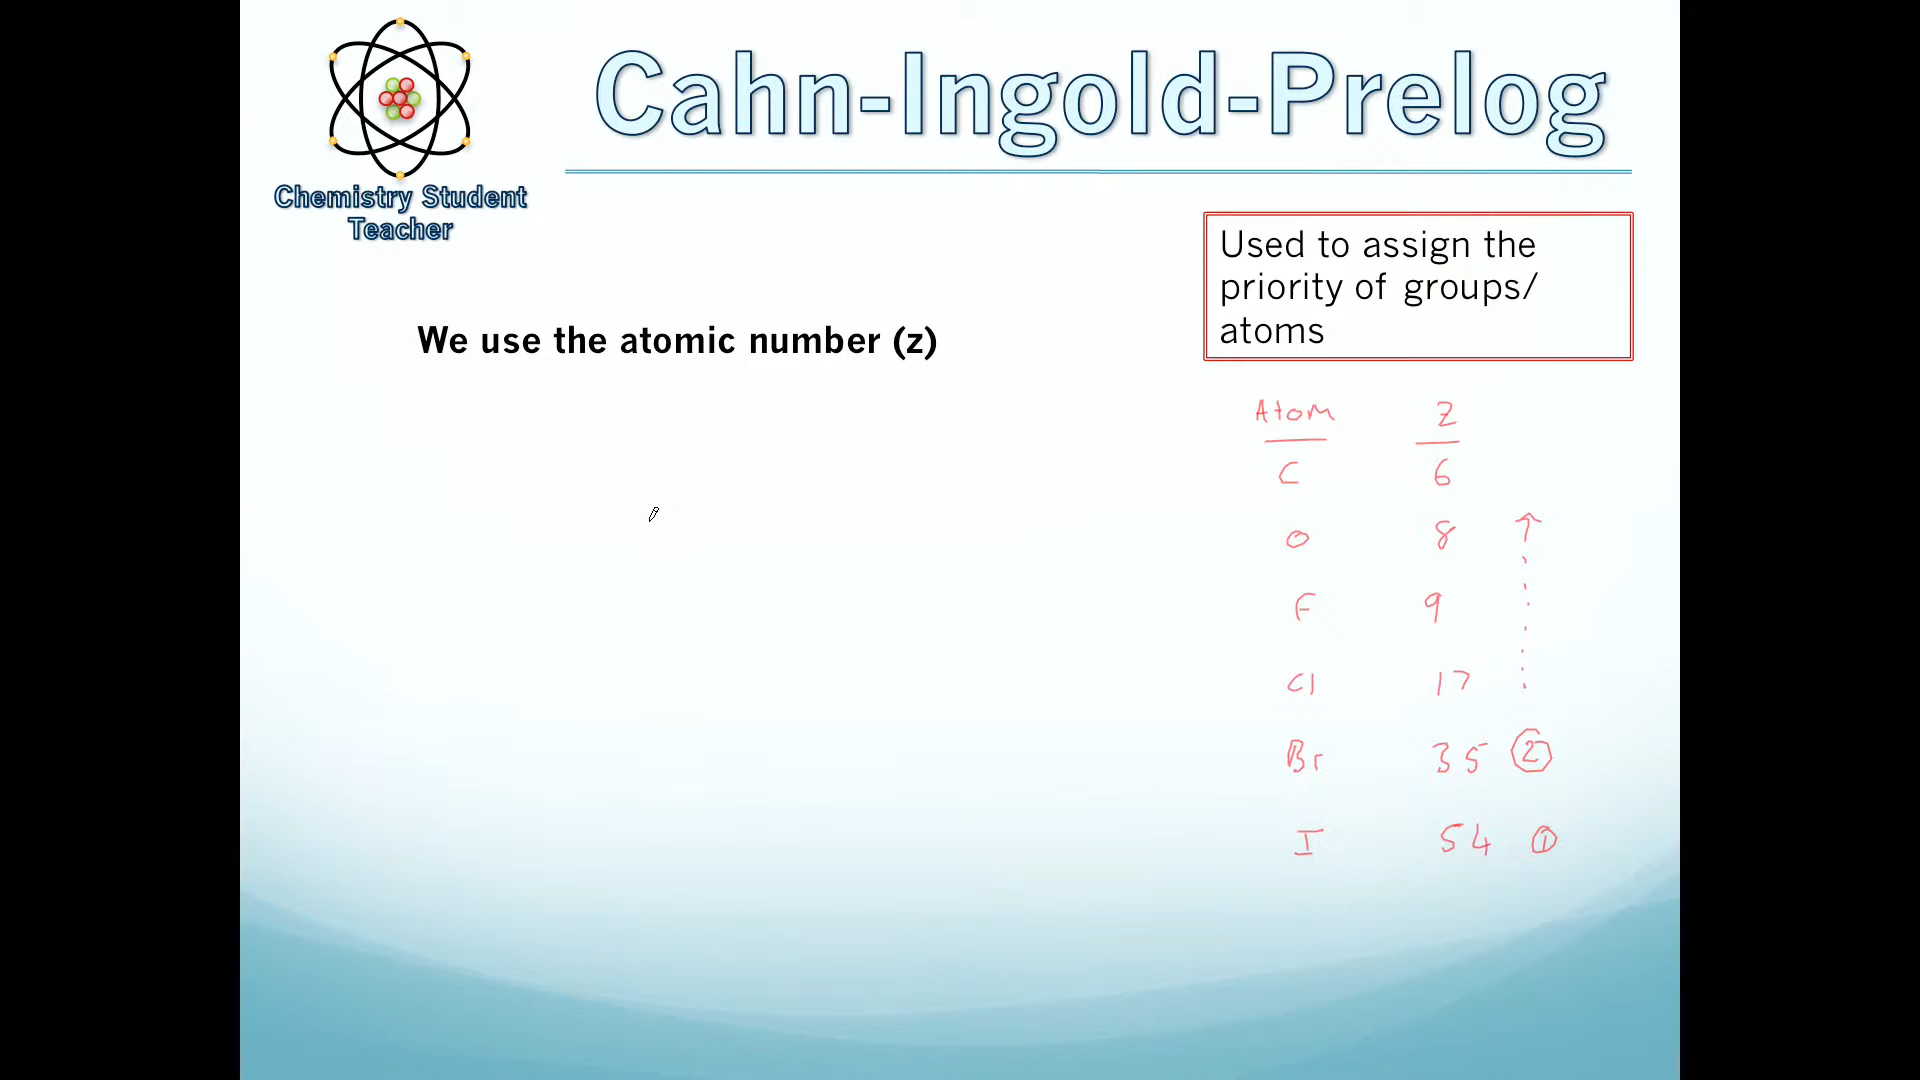 Cahn-Ingold-Prelog
Chemistry Student
Teacher
Used to assign the
priority of groups/
atoms
We use the atomic number (z)
Atom Z
C 6
O 8
F 9
Cl 17
Br 35 2
I 54 1